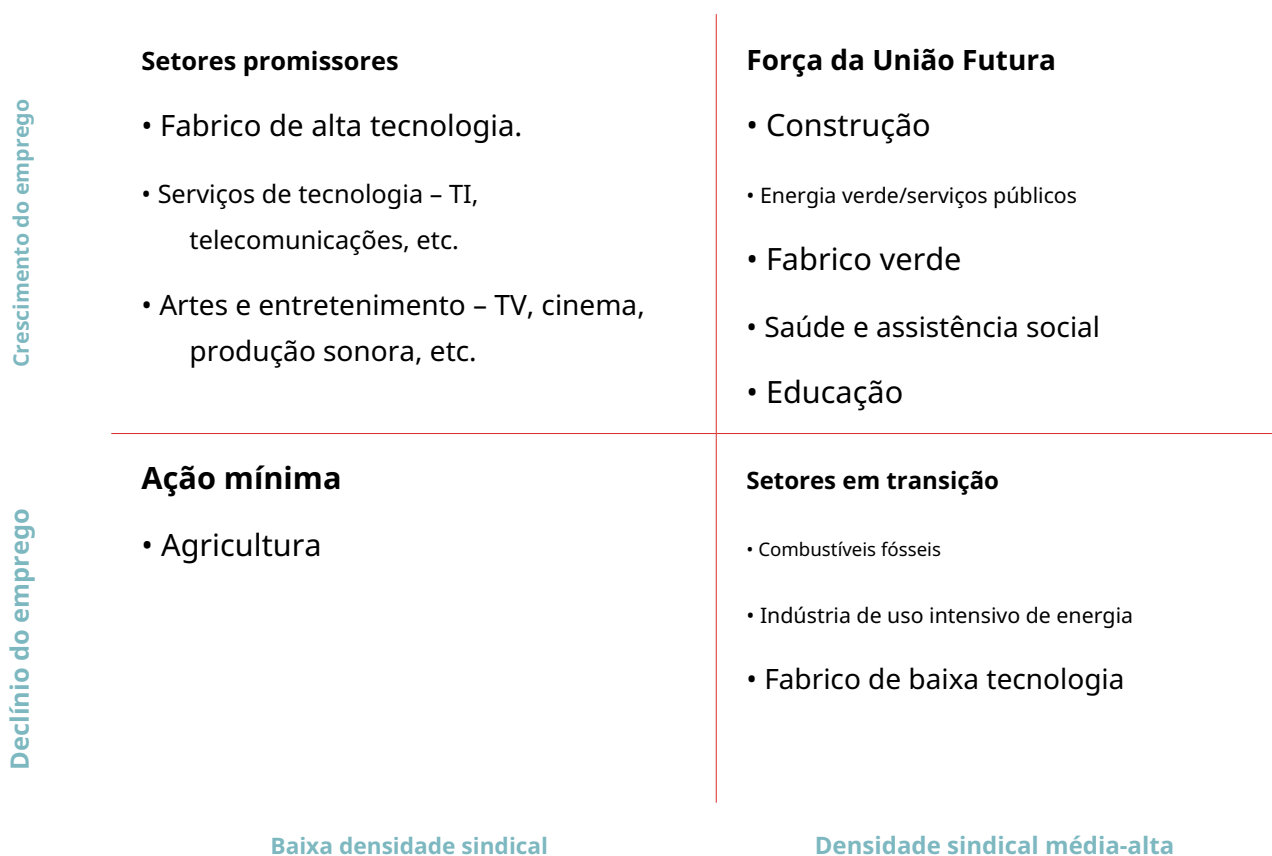 Crescimento do emprego
Setores promissores
• Fabrico de alta tecnologia.
• Serviços de tecnologia – TI,
telecomunicações, etc.
• Artes e entretenimento – TV, cinema,
produção sonora, etc.
Força da União Futura
• Construção
• Energia verde/serviços públicos
• Fabrico verde
• Saúde e assistência social
• Educação
Declínio do emprego
Ação mínima
• Agricultura
Setores em transição
• Combustíveis fósseis
• Indústria de uso intensivo de energia
• Fabrico de baixa tecnologia
Baixa densidade sindical
Densidade sindical média-alta